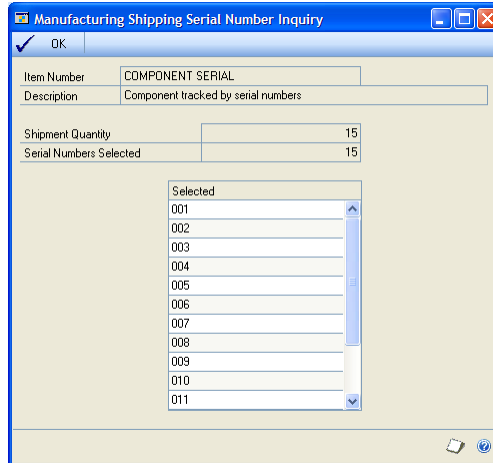 Manufacturing Shipping Serial Number Inquiry
OK
Item Number COMPONENT SERIAL
Description Component tracked by serial numbers
Shipment Quantity 15
Serial Numbers Selected 15
Selected
001
002
003
004
005
006
007
008
009
010
011